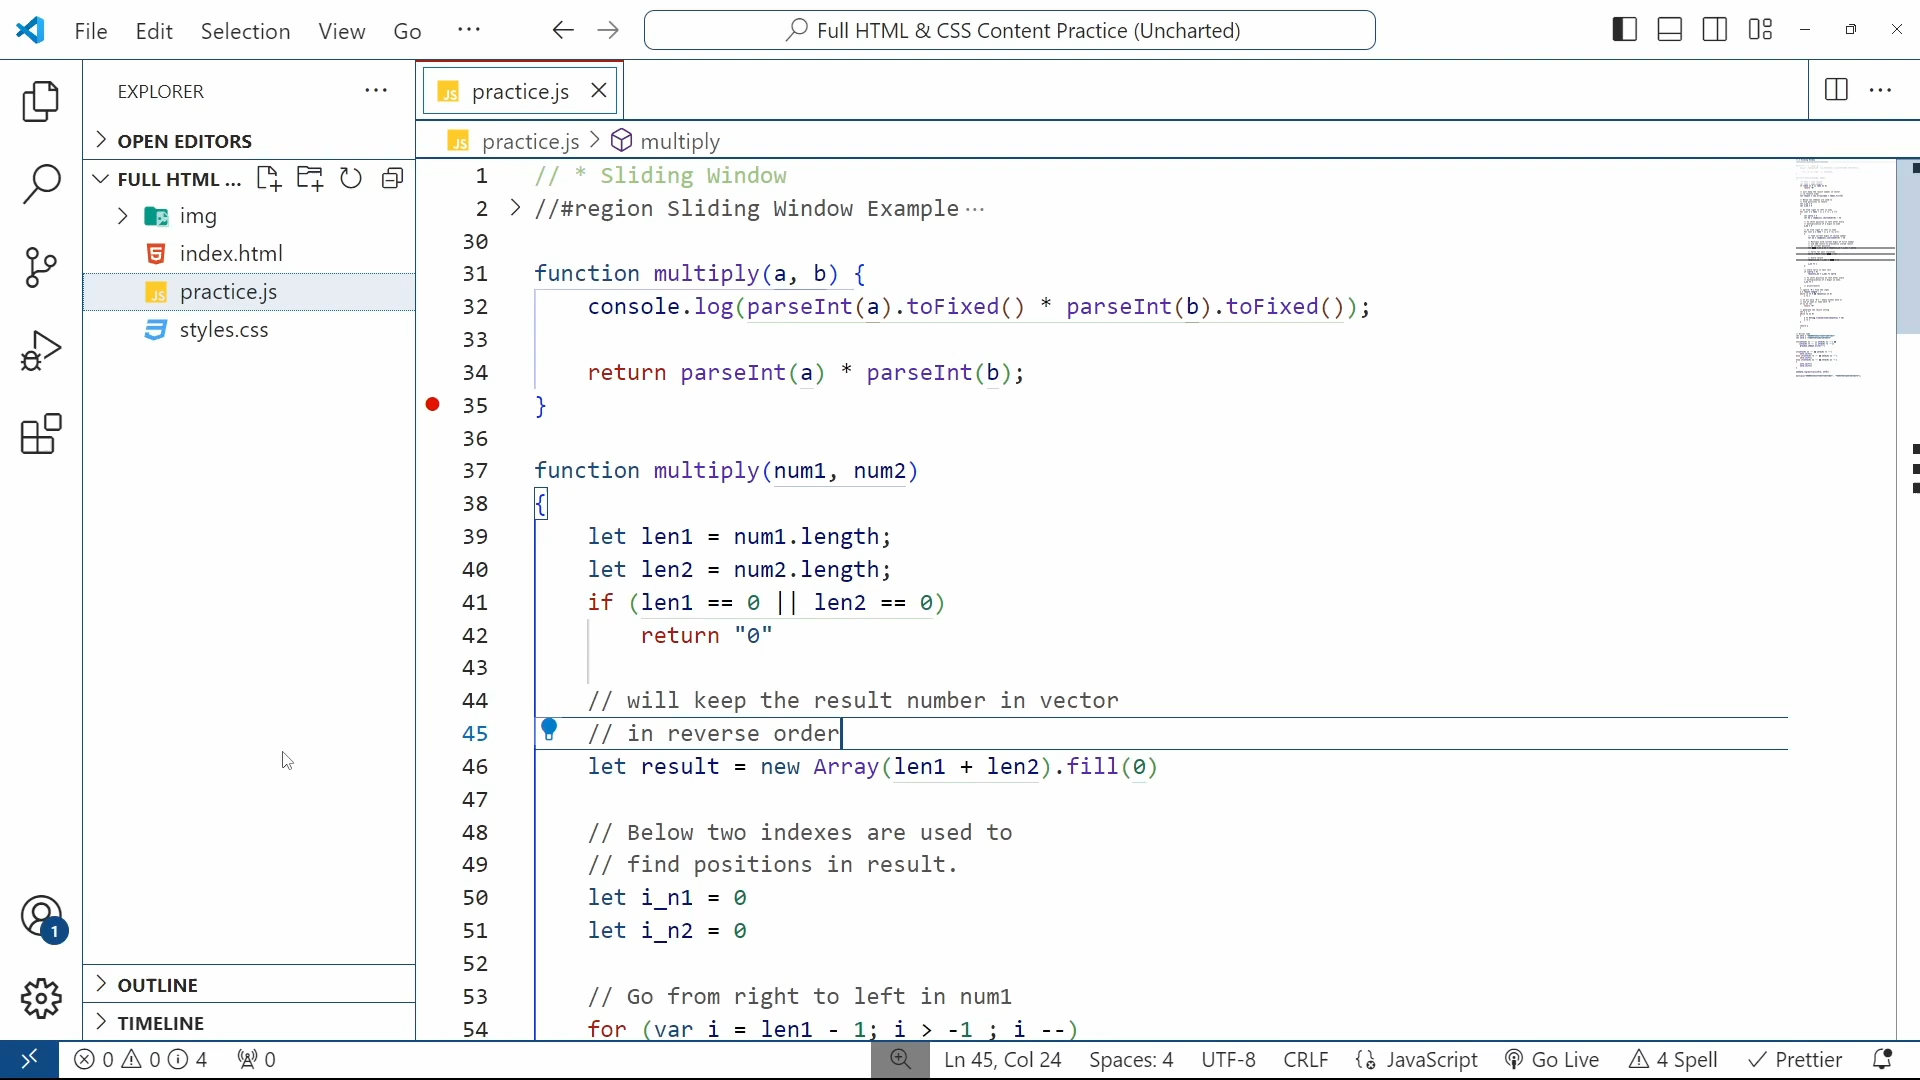 File Edit Selection View Go ··· Full HTML & CSS Content Practice (Uncharted)
EXPLORER ···
OPEN EDITORS
FULL HTML ...
img
index.html
practice.js
styles.css
OUTLINE
TIMELINE
JS practice.js
JS practice.js > multiply
1 // * Sliding Window
2 //#region Sliding Window Example ···
30
31 function multiply(a, b) {
32 console.log(parseInt(a).toFixed() * parseInt(b).toFixed());
33
34 return parseInt(a) * parseInt(b);
35 }
36
37 function multiply(num1, num2)
38 {
39 let len1 = num1.length;
40 let len2 = num2.length;
41 if (len1 == 0 || len2 == 0)
42 return "0"
43
44 // will keep the result number in vector
45 // in reverse order
46 let result = new Array(len1 + len2).fill(0)
47
48 // Below two indexes are used to
49 // find positions in result.
50 let i_n1 = 0
51 let i_n2 = 0
52
53 // Go from right to left in num1
54 for (var i = len1 - 1; i > -1 ; i --)
1
0 0 4 0 Ln 45, Col 24 Spaces: 4 UTF-8 CRLF {} JavaScript Go Live 4 Spell Prettier